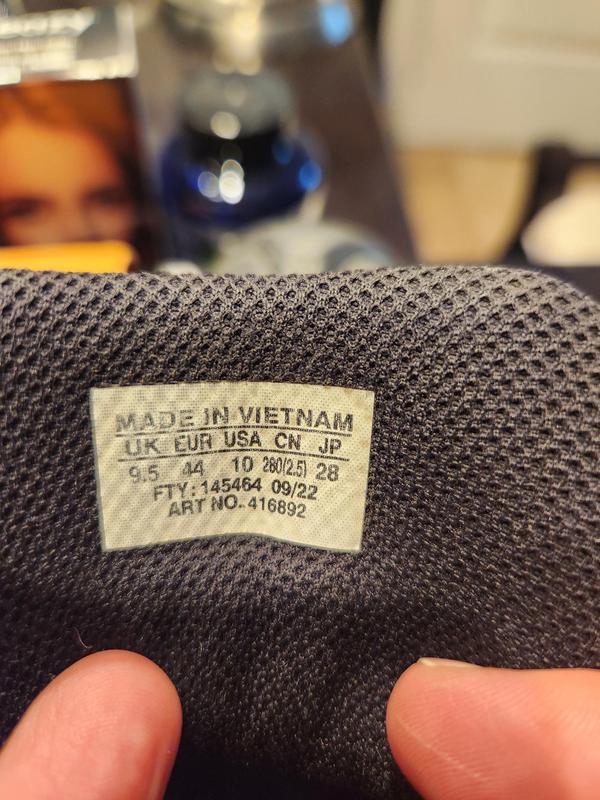 MADE IN VIETNAM
UK EUR USA CN JP
9.5 44 10 280(2.5) 28
FTY: 145464 09/22
ART NO. 416892